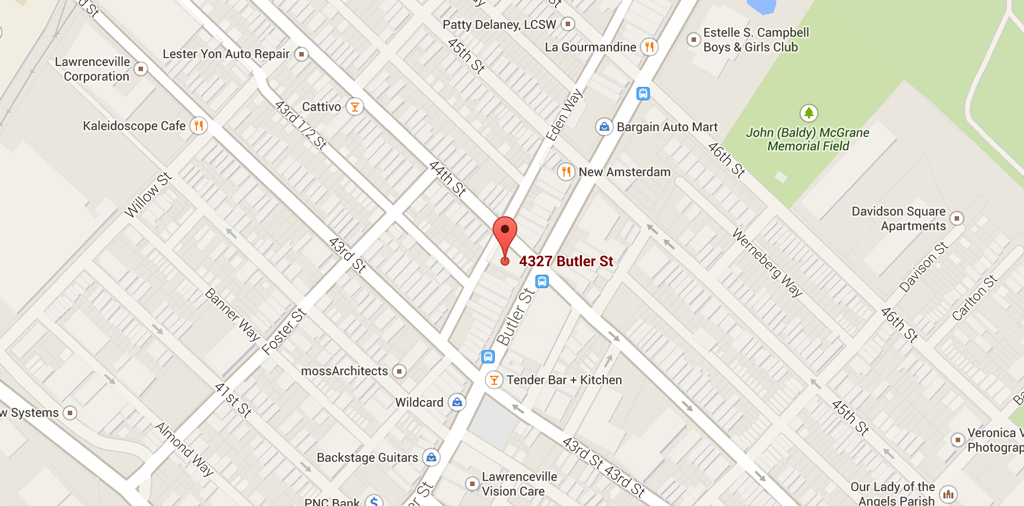 Patty Delaney, LCSW
Estelle S. Campbell
Boys & Girls Club
La Gourmandine
45th St
Lester Yon Auto Repair
Lawrenceville
Corporation
Cattivo
43rd 1/2 St
Eden Way
Kaleidoscope Cafe
Bargain Auto Mart
John (Baldy) McGrane
Memorial Field
46th St
44th St
New Amsterdam
Willow St
Davidson Square
Apartments
43rd St
4327 Butler St
Werneberg Way
Davison St
Carlton St
Banner Way
Foster St
Butler St
46th St
mossArchitects
Tender Bar + Kitchen
41st St
Wildcard
w Systems
45th St
Almond Way
43rd St
43rd St
Veronica V
Photograp
Backstage Guitars
Lawrenceville
Vision Care
Our Lady of the
Angels Parish
PNC Bank
er St
Ba